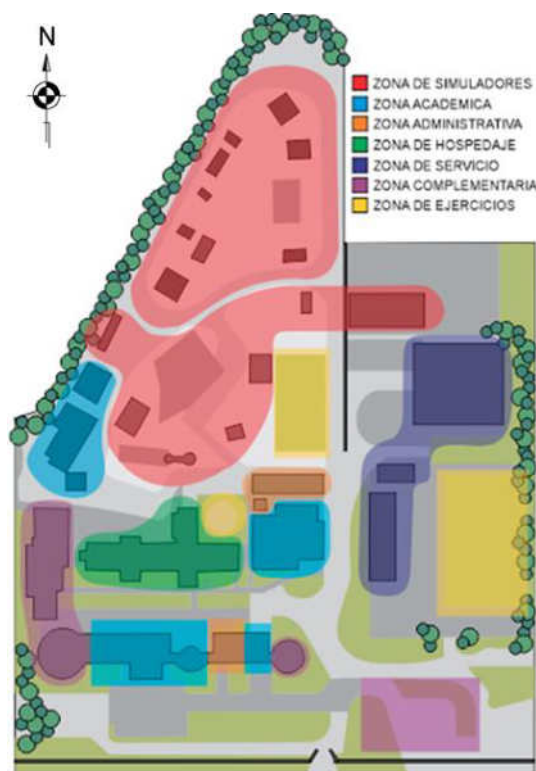 N
ZONA DE SIMULADORES
ZONA ACADEMICA
ZONA ADMINISTRATIVA
ZONA DE HOSPEDAJE
ZONA DE SERVICIO
ZONA COMPLEMENTARIA
ZONA DE EJERCICIOS